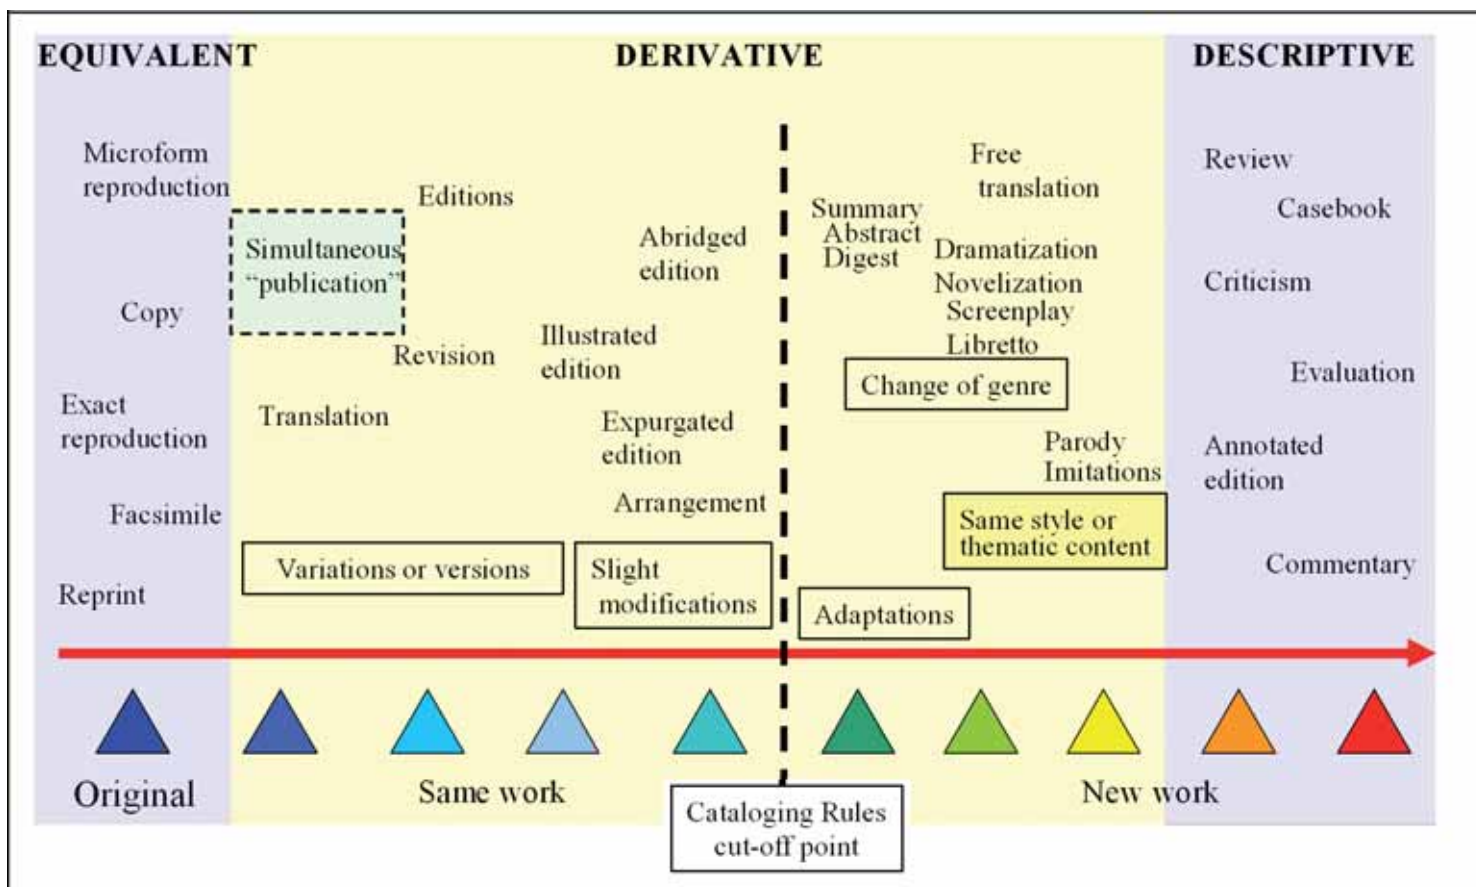 EQUIVALENT
DERIVATIVE
DESCRIPTIVE
Microform
reproduction
Copy
Exact
reproduction
Facsimile
Reprint
Simultaneous
“publication”
Editions
Revision
Translation
Variations or versions
Abridged
edition
Illustrated
edition
Expurgated
edition
Arrangement
Slight
modifications
Free
translation
Summary
Abstract
Digest
Dramatization
Novelization
Screenplay
Libretto
Change of genre
Parody
Imitations
Same style or
thematic content
Adaptations
Review
Casebook
Criticism
Evaluation
Annotated
edition
Commentary
Original
Same work
New work
Cataloging Rules
cut-off point